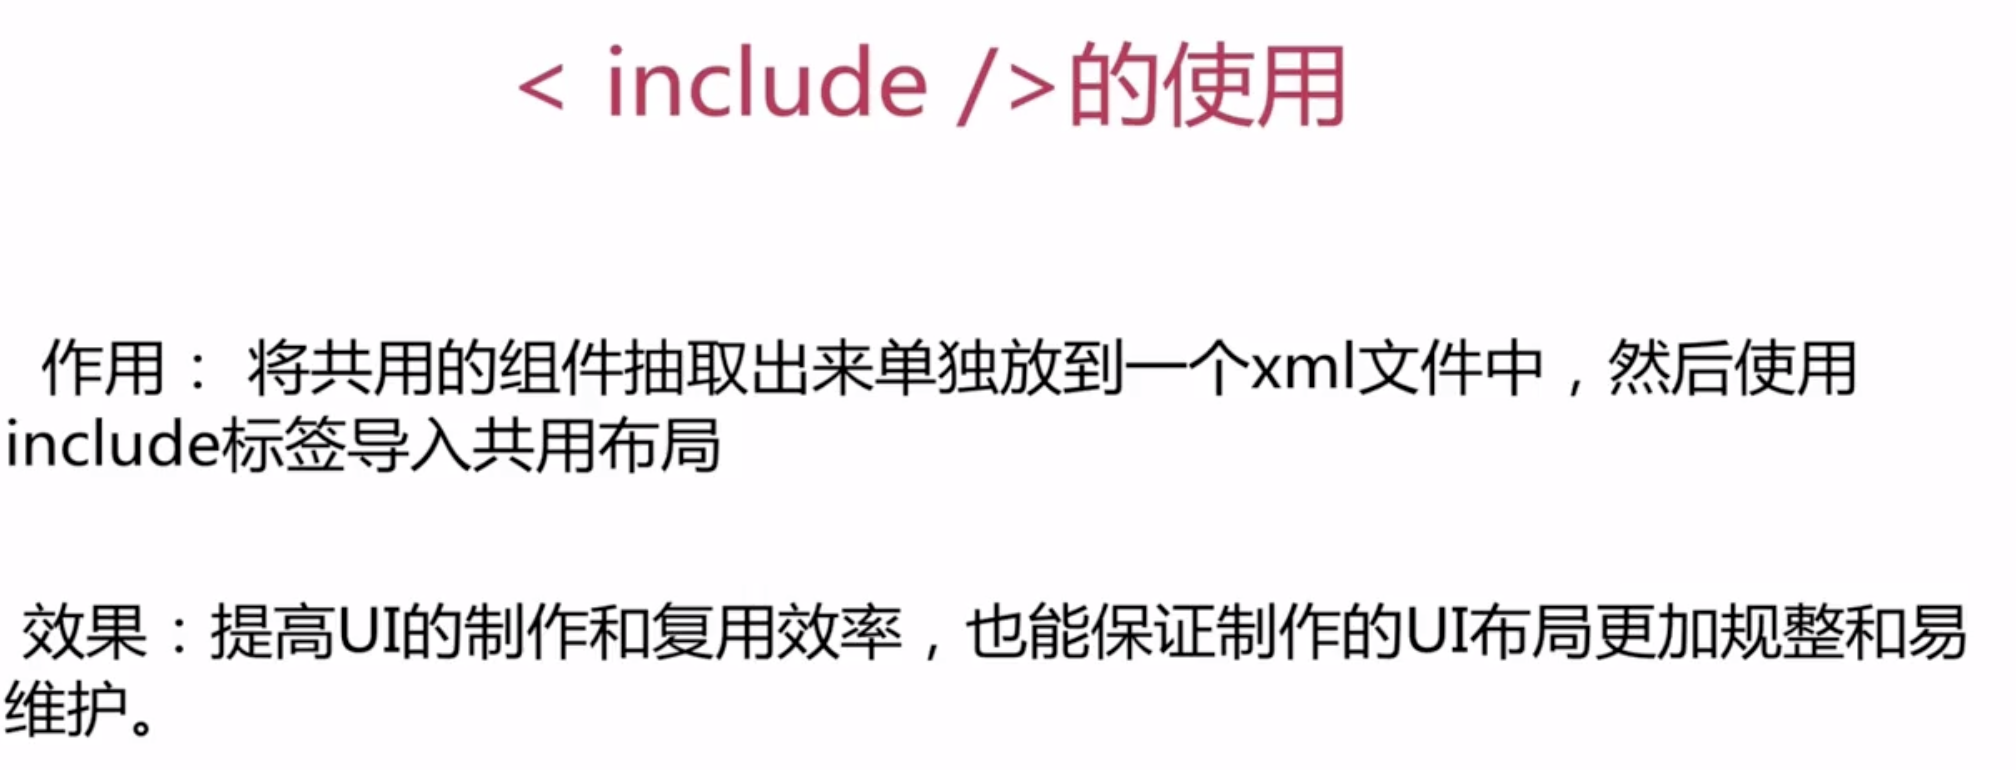 < include />的使用
作用： 将共用的组件抽取出来单独放到一个xml文件中，然后使用
include标签导入共用布局
效果：提高UI的制作和复用效率，也能保证制作的UI布局更加规整和易
维护。